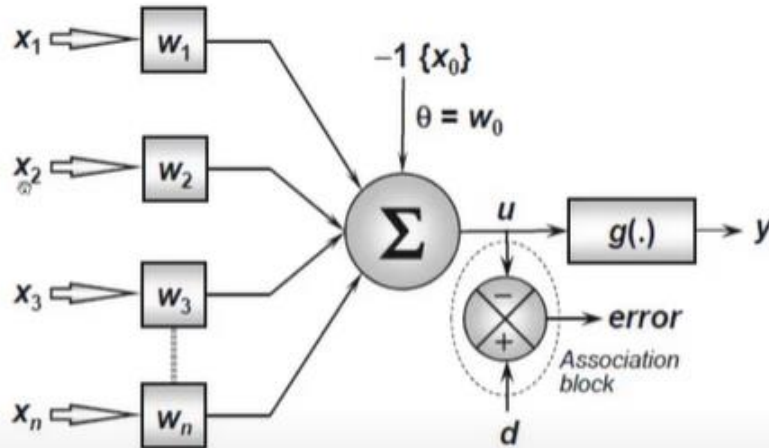 x₁ w₁
−1 {x₀}
θ = w₀
x₂ w₂
Σ
u
g(.)
y
x₃ w₃
−
+
error
Association
block
xₙ wₙ
d